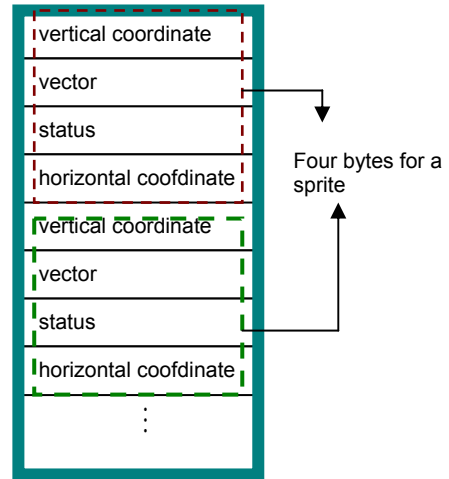 vertical coordinate
vector
status
horizontal coofdinate
vertical coordinate
vector
status
horizontal coofdinate
⋮
Four bytes for a
sprite